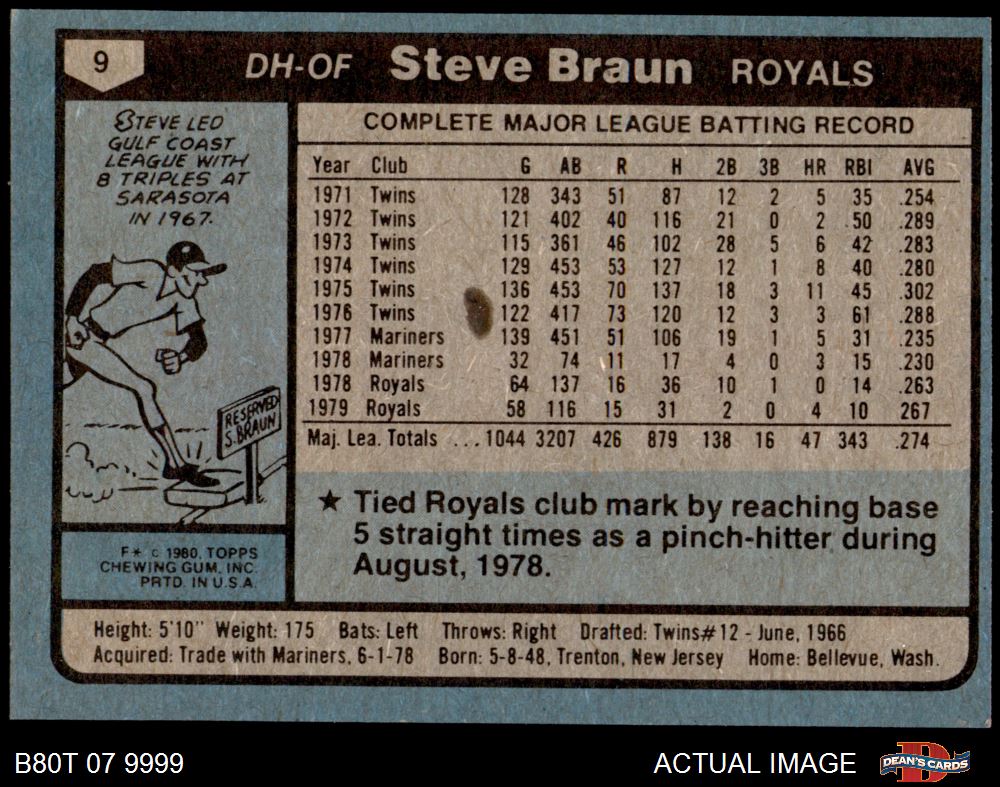 9
DH-OF Steve Braun ROYALS
STEVE LED
GULF COAST
LEAGUE WITH
8 TRIPLES AT
SARASOTA
IN 1967.
RESERVED
S. BRAUN
COMPLETE MAJOR LEAGUE BATTING RECORD
Year Club G AB R H 2B 3B HR RBI AVG
1971 Twins 128 343 51 87 12 2 5 35 .254
1972 Twins 121 402 40 116 21 0 2 50 .289
1973 Twins 115 361 46 102 28 5 6 42 .283
1974 Twins 129 453 53 127 12 1 8 40 .280
1975 Twins 136 453 70 137 18 3 11 45 .302
1976 Twins 122 417 73 120 12 3 3 61 .288
1977 Mariners 139 451 51 106 19 1 5 31 .235
1978 Mariners 32 74 11 17 4 0 3 15 .230
1978 Royals 64 137 16 36 10 1 0 14 .263
1979 Royals 58 116 15 31 2 0 4 10 267
Maj. Lea. Totals ... 1044 3207 426 879 138 16 47 343 .274
★ Tied Royals club mark by reaching base
5 straight times as a pinch-hitter during
August, 1978.
F* © 1980, TOPPS
CHEWING GUM, INC.
PRTD. IN U.S.A.
Height: 5'10" Weight: 175 Bats: Left Throws: Right Drafted: Twins#12 - June, 1966
Acquired: Trade with Mariners, 6-1-78 Born: 5-8-48, Trenton, New Jersey Home: Bellevue, Wash.
B80T 07 9999
ACTUAL IMAGE
D
DEAN'S CARDS